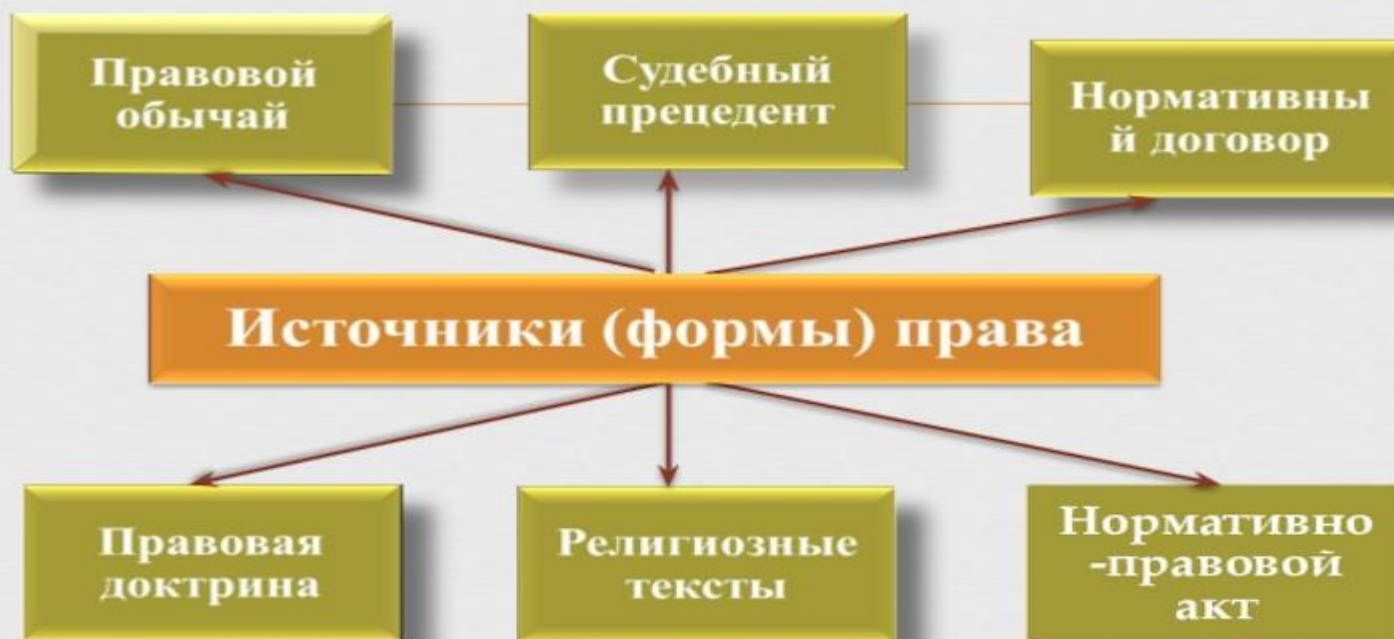 Правовой
обычай
Судебный
прецедент
Нормативны
й договор
Источники (формы) права
Правовая
доктрина
Религиозные
тексты
Нормативно
-правовой
акт